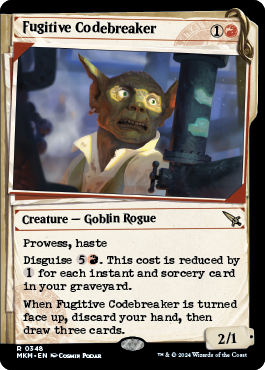 Fugitive Codebreaker 1
Creature — Goblin Rogue
Prowess, haste
Disguise 5 . This cost is reduced by
1 for each instant and sorcery card
in your graveyard.
When Fugitive Codebreaker is turned
face up, discard your hand, then
draw three cards.
2/1
R 0348
MKM • EN Cosmin Podar
™ & © 2024 Wizards of the Coast